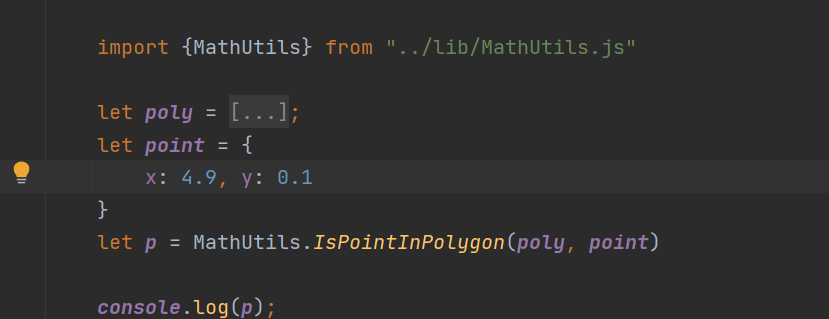 import {MathUtils} from "../lib/MathUtils.js"
let poly = [...];
let point = {
x: 4.9, y: 0.1
}
let p = MathUtils.IsPointInPolygon(poly, point)
console.log(p);